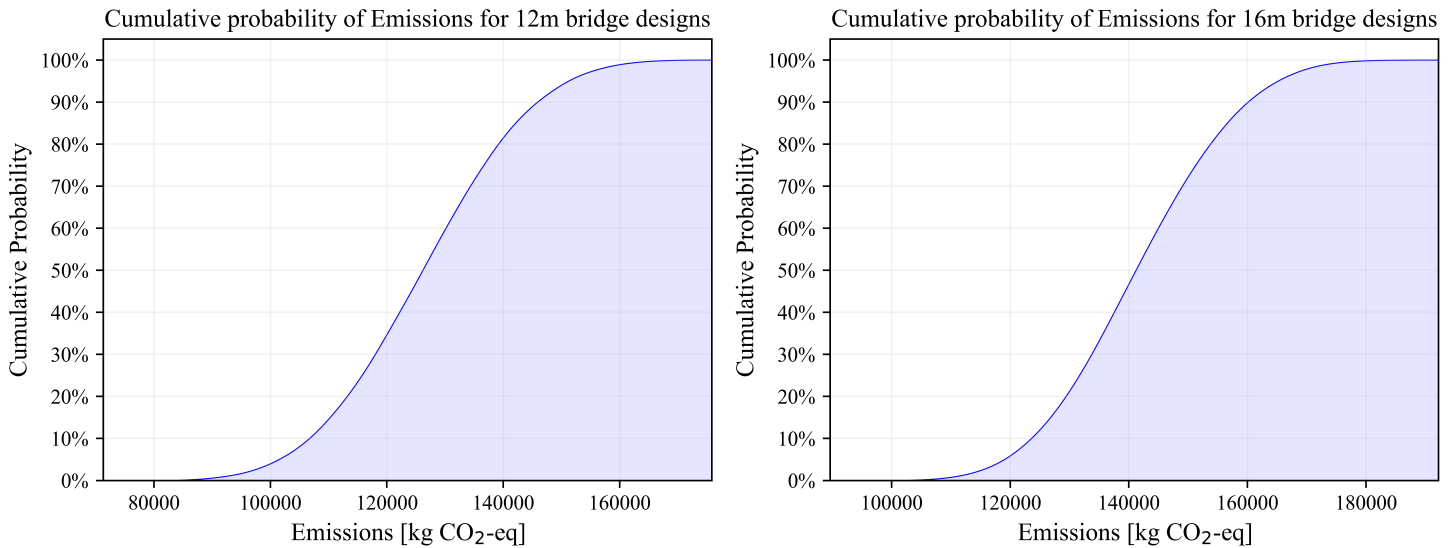 Cumulative probability of Emissions for 12m bridge designs
Cumulative Probability
100%
90%
80%
70%
60%
50%
40%
30%
20%
10%
0%
80000 100000 120000 140000 160000
Emissions [kg CO₂-eq]
Cumulative probability of Emissions for 16m bridge designs
Cumulative Probability
100%
90%
80%
70%
60%
50%
40%
30%
20%
10%
0%
100000 120000 140000 160000 180000
Emissions [kg CO₂-eq]